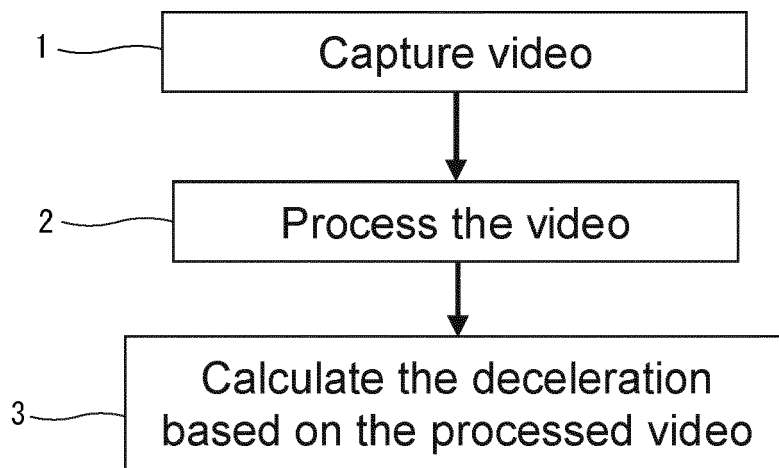 1
Capture video
2
Process the video
3
Calculate the deceleration
based on the processed video